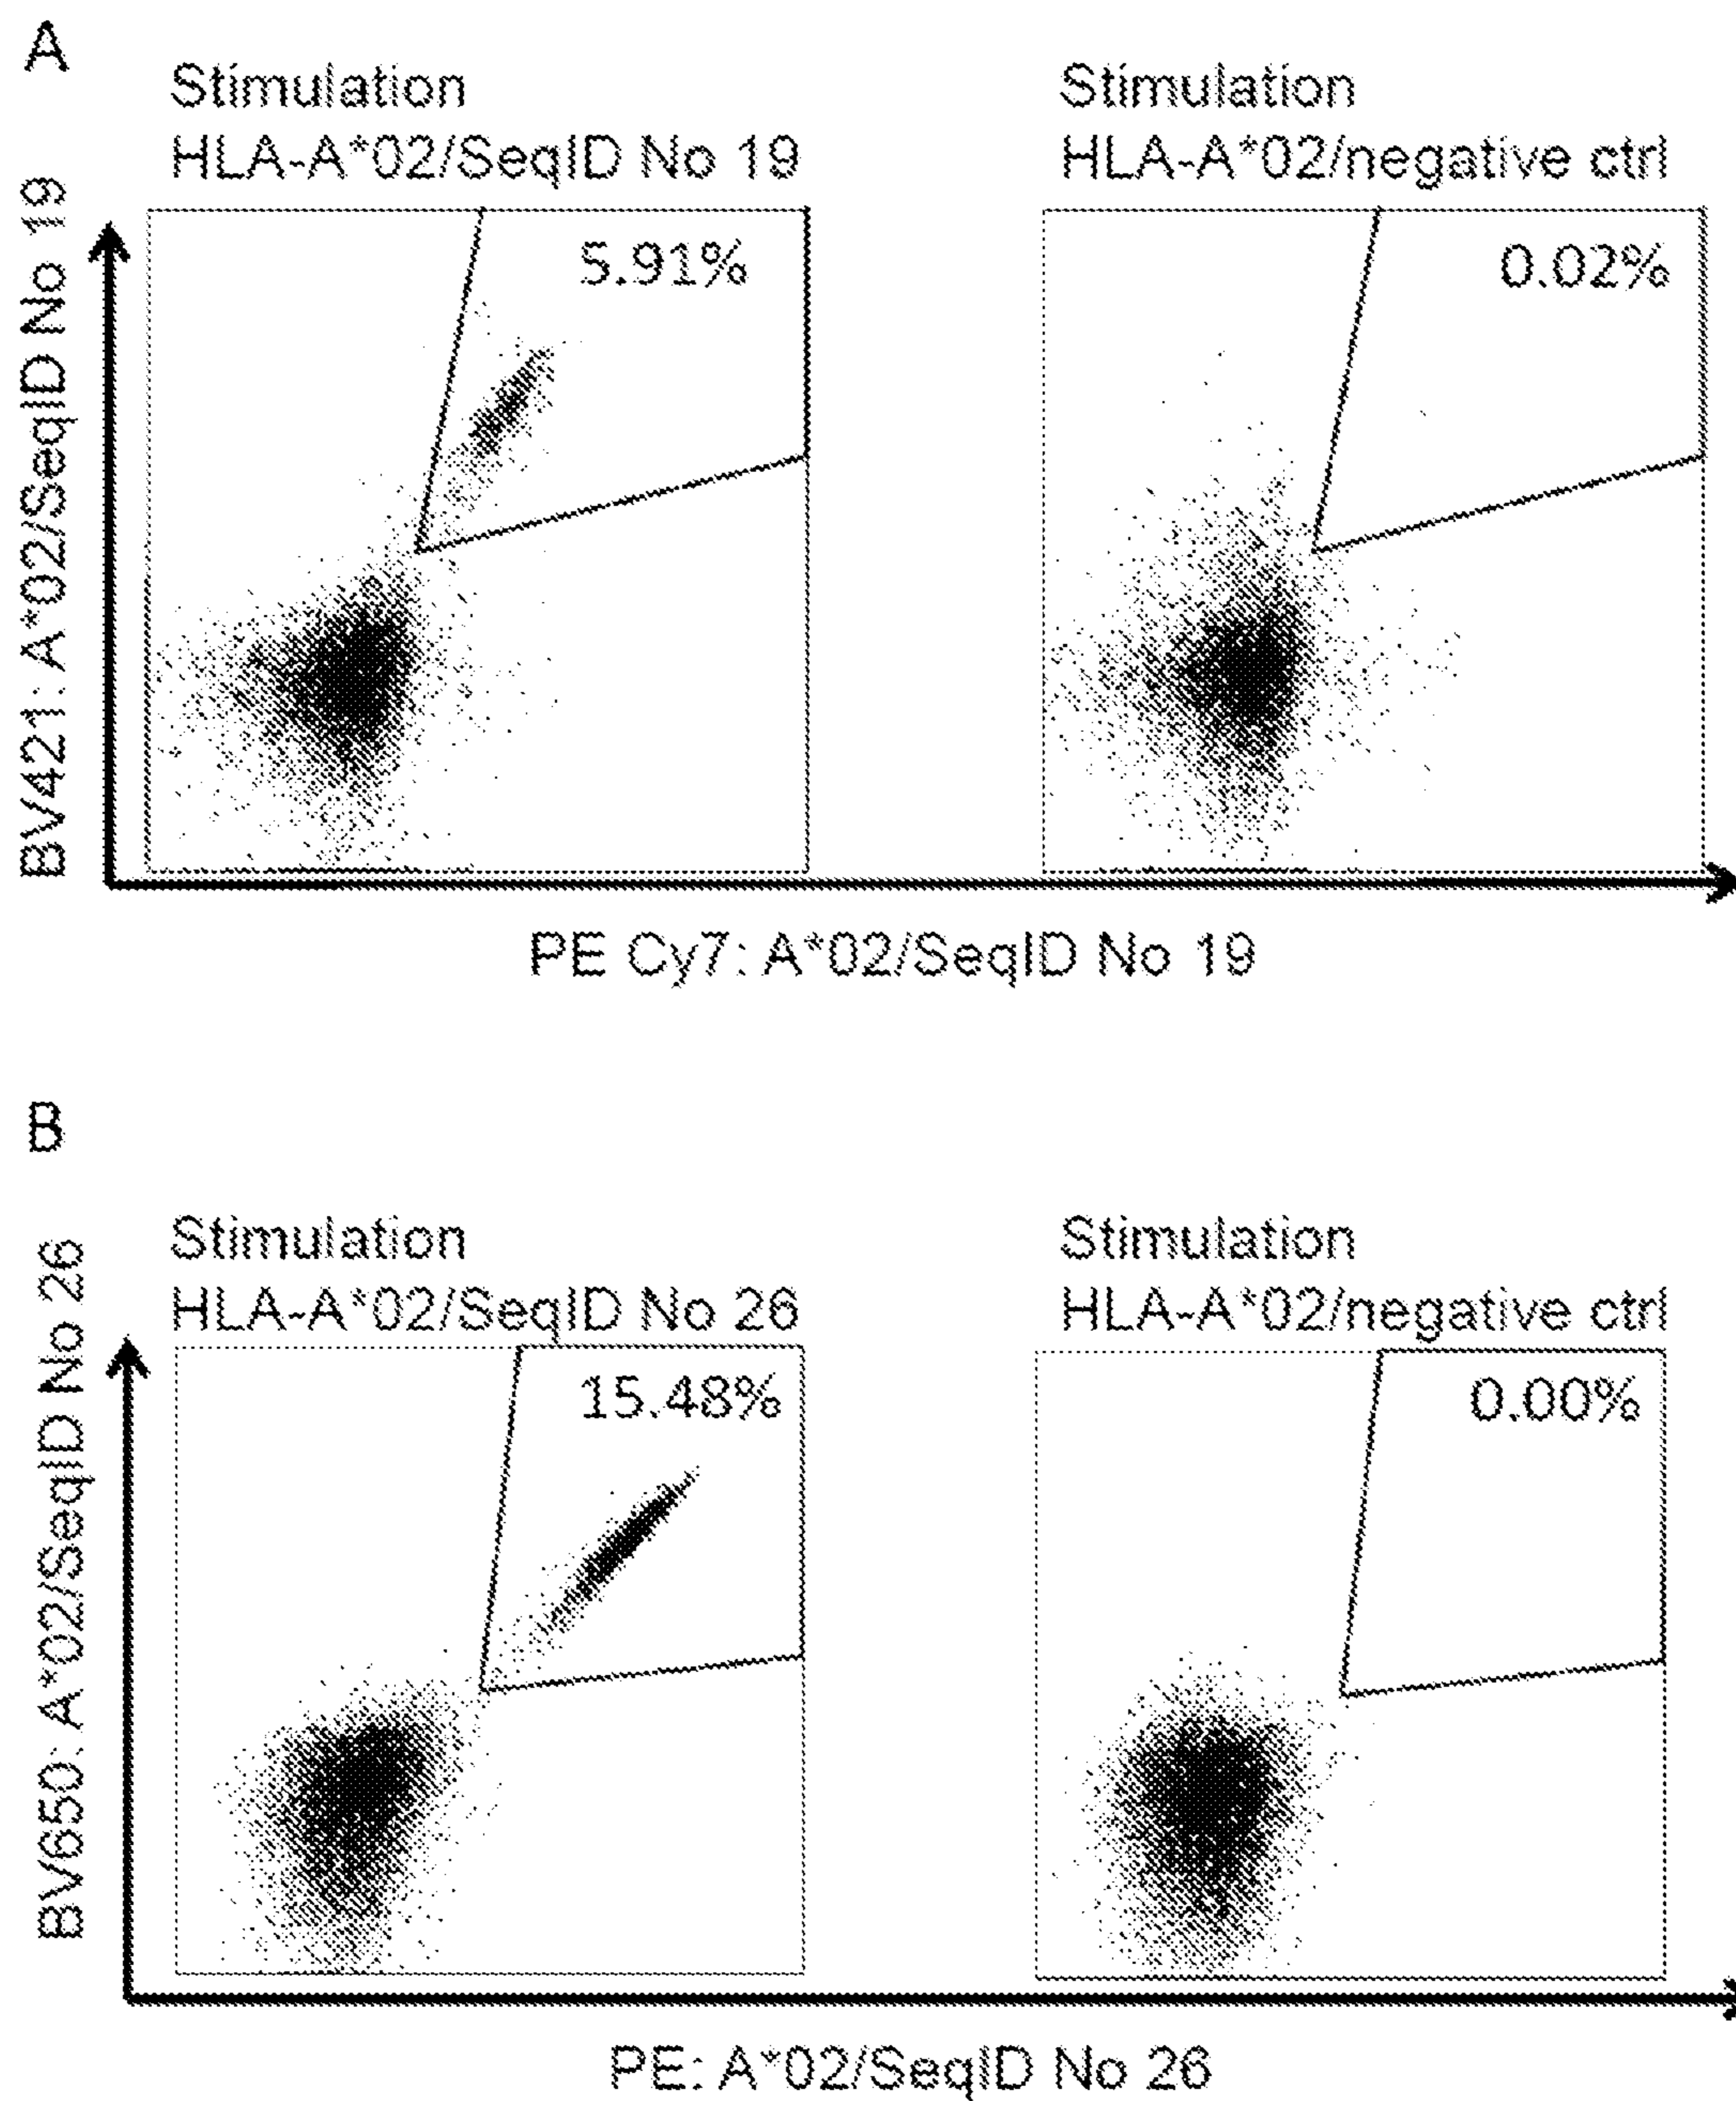 A
Stimulation
HLA-A*02/SeqID No 19
Stimulation
HLA-A*02/negative ctrl
BV421: A*02/SeqID No 19
5.91%
0.02%
PE Cy7: A*02/SeqID No 19
B
Stimulation
HLA-A*02/SeqID No 26
Stimulation
HLA-A*02/negative ctrl
BV650: A*02/SeqID No 26
15.48%
0.00%
PE: A*02/SeqID No 26